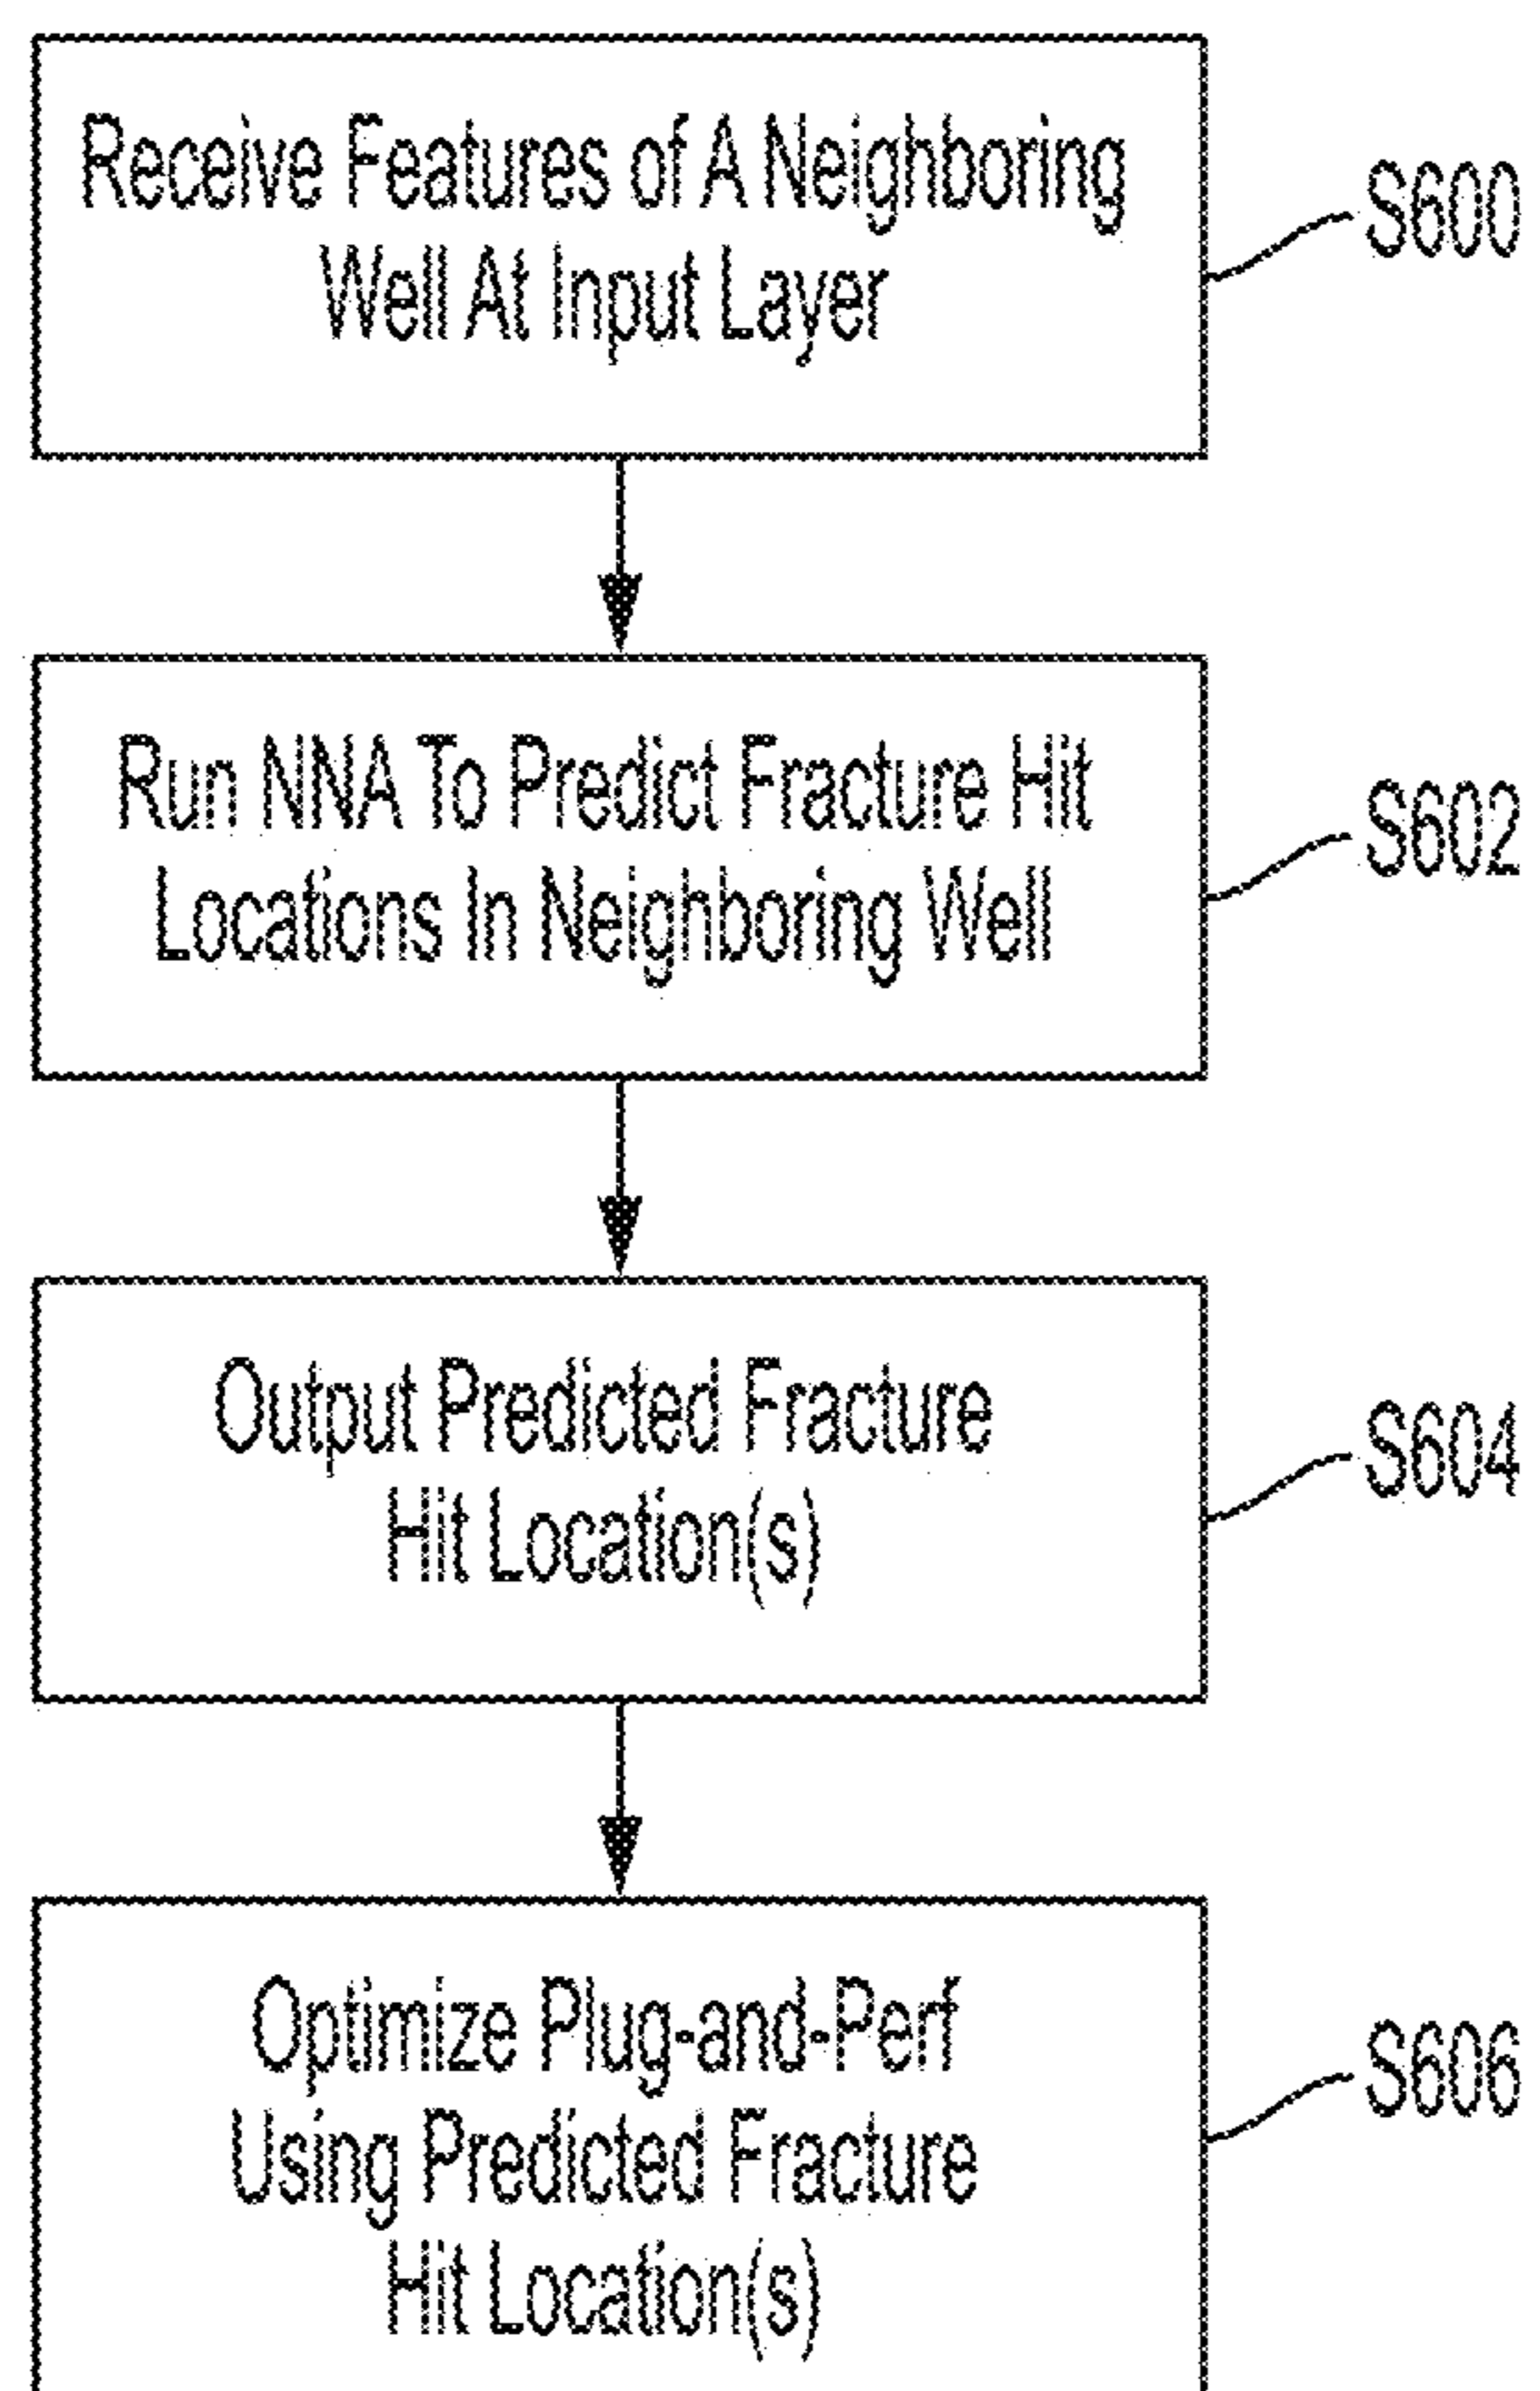 Receive Features of A Neighboring
Well At Input Layer
S600
Run NNA To Predict Fracture Hit
Locations In Neighboring Well
S602
Output Predicted Fracture
Hit Location(s)
S604
Optimize Plug-and-Perf
Using Predicted Fracture
Hit Location(s)
S606